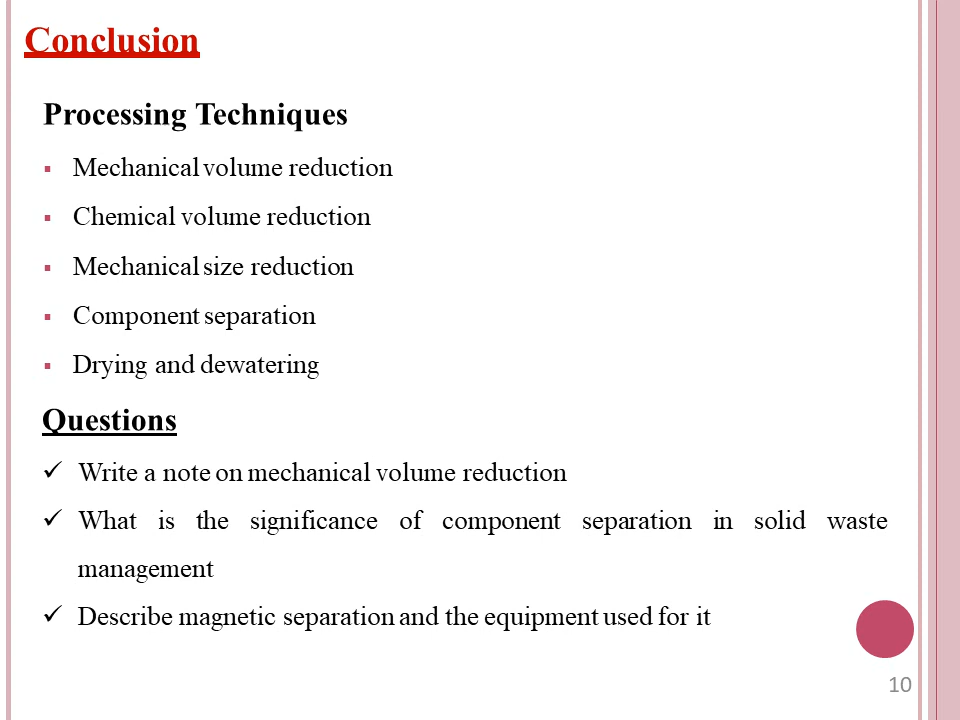 Conclusion
Processing Techniques
▪ Mechanical volume reduction
▪ Chemical volume reduction
▪ Mechanical size reduction
▪ Component separation
▪ Drying and dewatering
Questions
✓ Write a note on mechanical volume reduction
✓ What is the significance of component separation in solid waste
management
✓ Describe magnetic separation and the equipment used for it
10